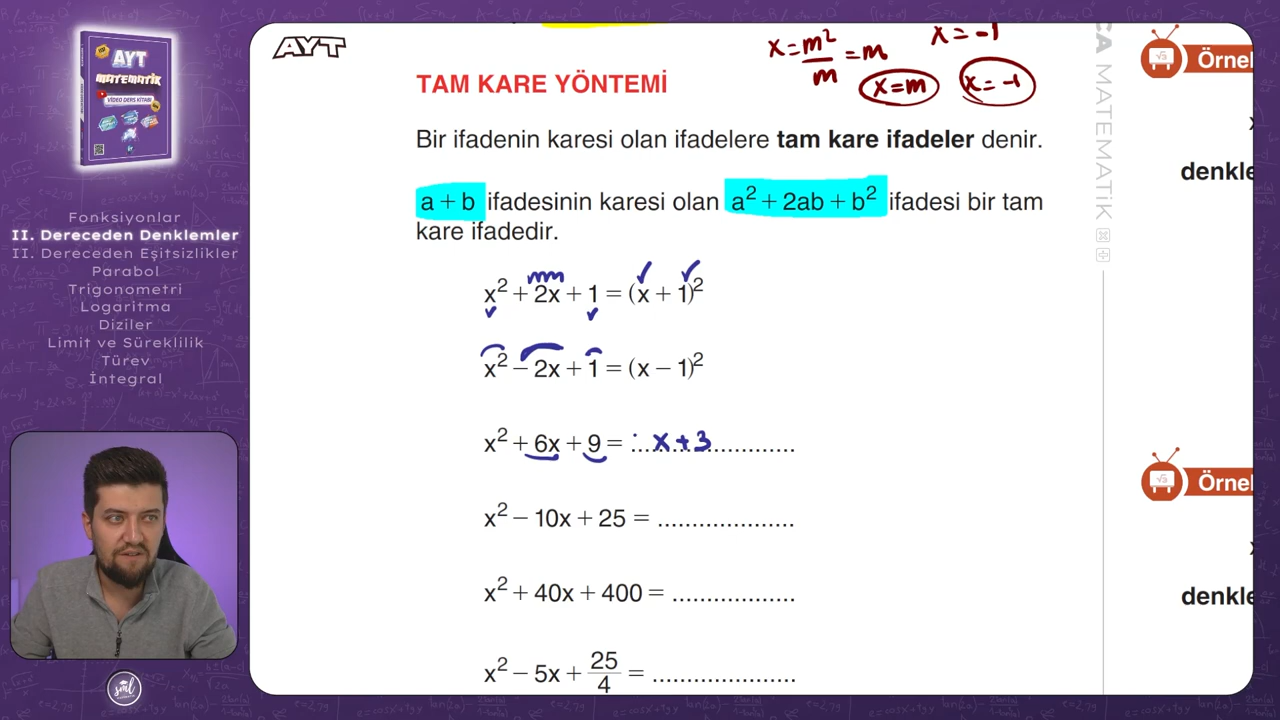 AYT
MATEMATİK
VİDEO DERS KİTABI
Fonksiyonlar
II. Dereceden Denklemler
II. Dereceden Eşitsizlikler
Parabol
Trigonometri
Logaritma
Diziler
Limit ve Süreklilik
Türev
İntegral
sml
AYT
x = m²/m = m
x = -1
x = m
x = -1
TAM KARE YÖNTEMİ
Bir ifadenin karesi olan ifadelere tam kare ifadeler denir.
a + b ifadesinin karesi olan a² + 2ab + b² ifadesi bir tam
kare ifadedir.
x² + 2x + 1 = (x + 1)²
x² − 2x + 1 = (x − 1)²
x² + 6x + 9 = x + 3
x² − 10x + 25 = ....................
x² + 40x + 400 = ..................
x² − 5x + 25/4 = .....................
CA MATEMATİK
Örne
denkle
Örne
denkle